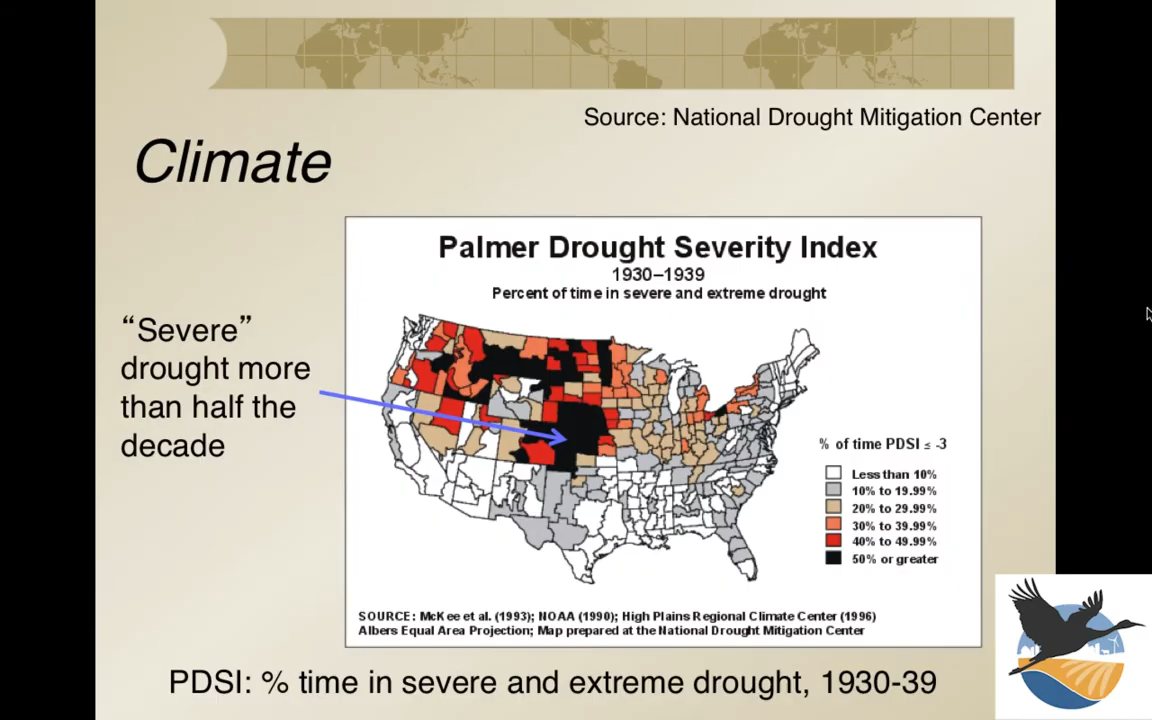 Source: National Drought Mitigation Center
Climate
Palmer Drought Severity Index
1930–1939
Percent of time in severe and extreme drought
“Severe”
drought more
than half the
decade
% of time PDSI ≤ -3
Less than 10%
10% to 19.99%
20% to 29.99%
30% to 39.99%
40% to 49.99%
50% or greater
SOURCE: McKee et al. (1993); NOAA (1990); High Plains Regional Climate Center (1996)
Albers Equal Area Projection; Map prepared at the National Drought Mitigation Center
PDSI: % time in severe and extreme drought, 1930-39